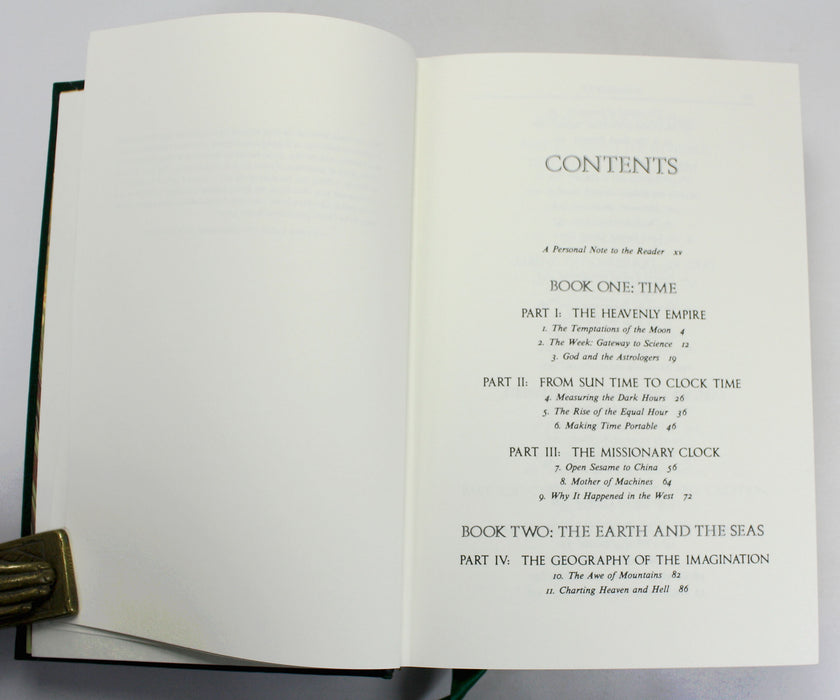 CONTENTS
A Personal Note to the Reader xv
BOOK ONE: TIME
PART I: THE HEAVENLY EMPIRE
1. The Temptations of the Moon 4
2. The Week: Gateway to Science 12
3. God and the Astrologers 19
PART II: FROM SUN TIME TO CLOCK TIME
4. Measuring the Dark Hours 26
5. The Rise of the Equal Hour 36
6. Making Time Portable 46
PART III: THE MISSIONARY CLOCK
7. Open Sesame to China 56
8. Mother of Machines 64
9. Why It Happened in the West 72
BOOK TWO: THE EARTH AND THE SEAS
PART IV: THE GEOGRAPHY OF THE IMAGINATION
10. The Awe of Mountains 82
11. Charting Heaven and Hell 86